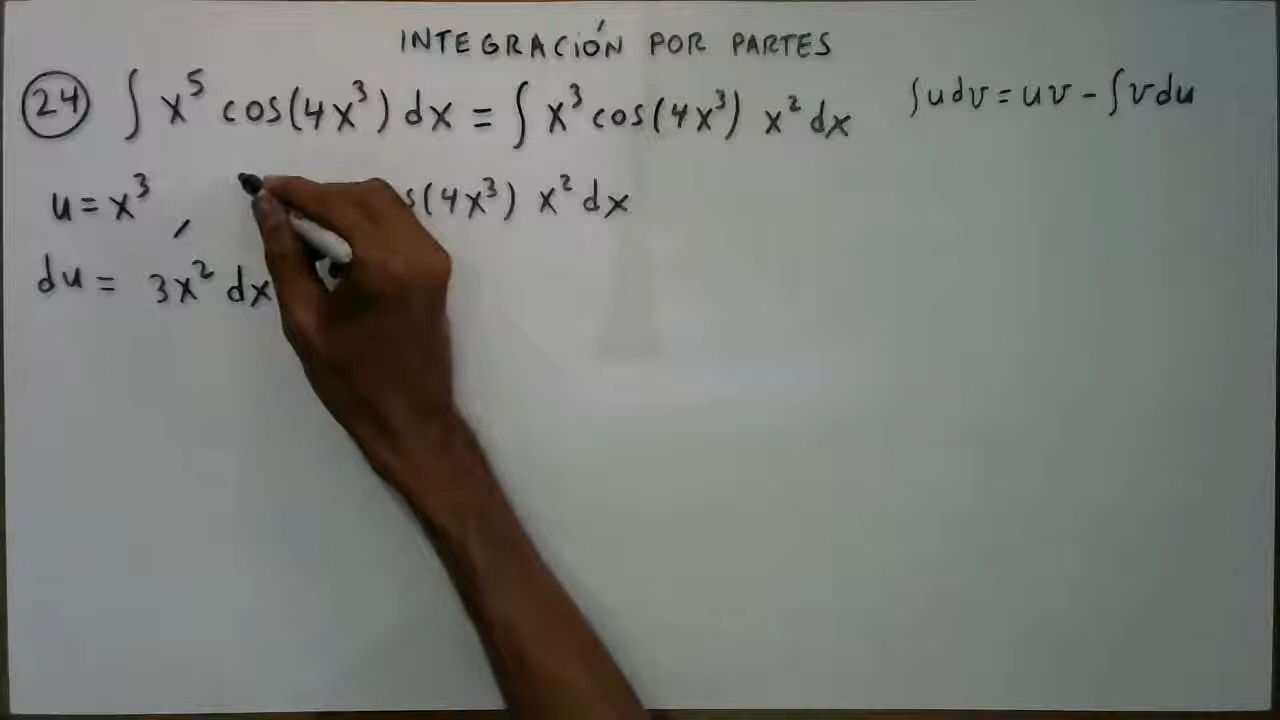 INTEGRACIÓN POR PARTES
24 ∫ x⁵ cos(4x³) dx = ∫ x³ cos(4x³) x² dx ∫udv = uv - ∫vdu
u = x³ , s(4x³) x² dx
du = 3x² dx